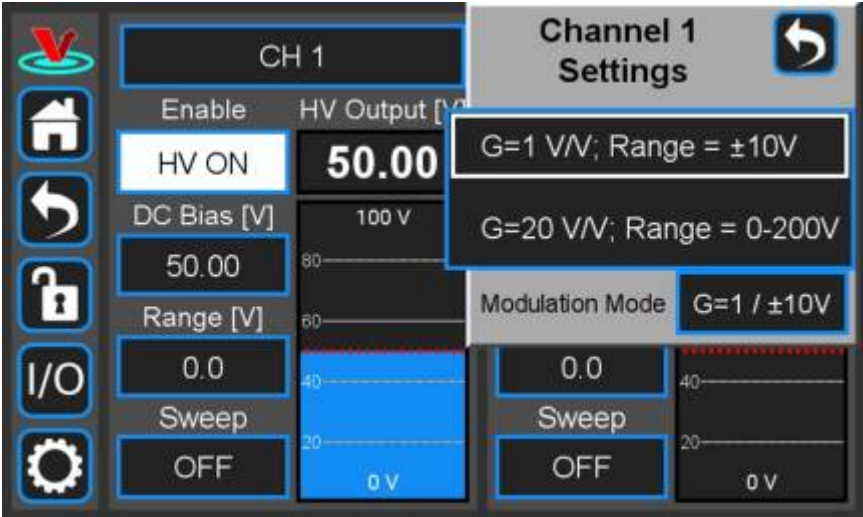 CH 1
Enable
HV Output [V]
HV ON
50.00
DC Bias [V]
50.00
Range [V]
0.0
Sweep
OFF
100 V
80
60
40
20
0 V
I/O
Channel 1
Settings
G=1 V/V; Range = ±10V
G=20 V/V; Range = 0-200V
Modulation Mode
G=1 / ±10V
0.0
Sweep
OFF
40
20
0 V